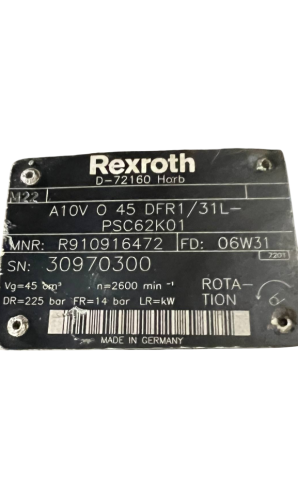 Rexroth
D-72160 Horb
M22
A10V O 45 DFR1/31L-
PSC62K01
MNR: R910916472 FD: 06W31
7201
SN: 30970300
Vg=45 cm³ n=2600 min⁻¹ ROTA-
DR=225 bar FR=14 bar LR=kW TION
MADE IN GERMANY